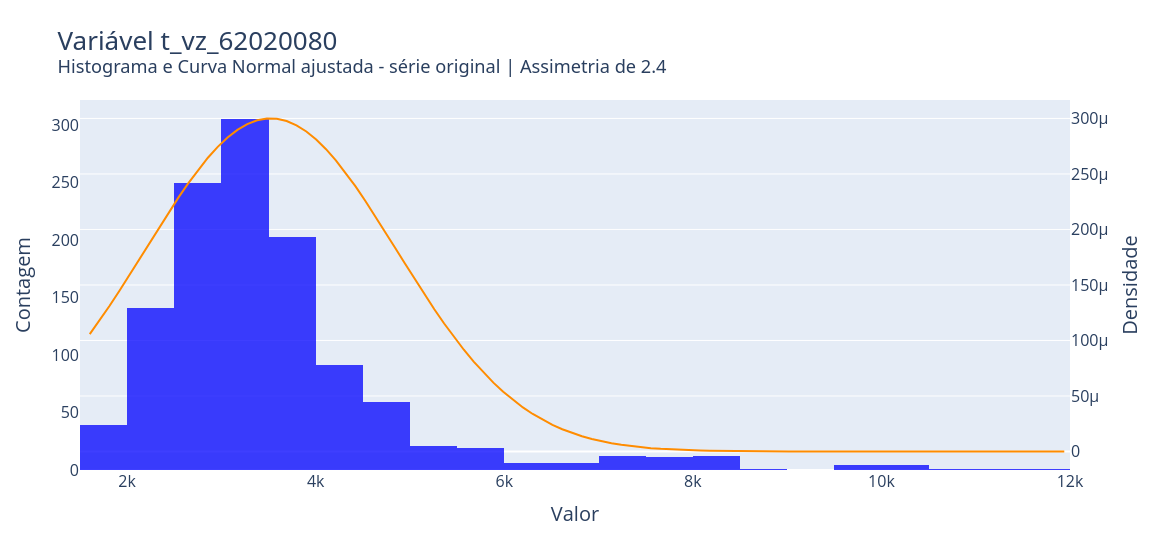 Variável t_vz_62020080
Histograma e Curva Normal ajustada - série original | Assimetria de 2.4
300
250
200
150
100
50
0
Contagem
300μ
250μ
200μ
150μ
100μ
50μ
0
Densidade
2k
4k
6k
8k
10k
12k
Valor